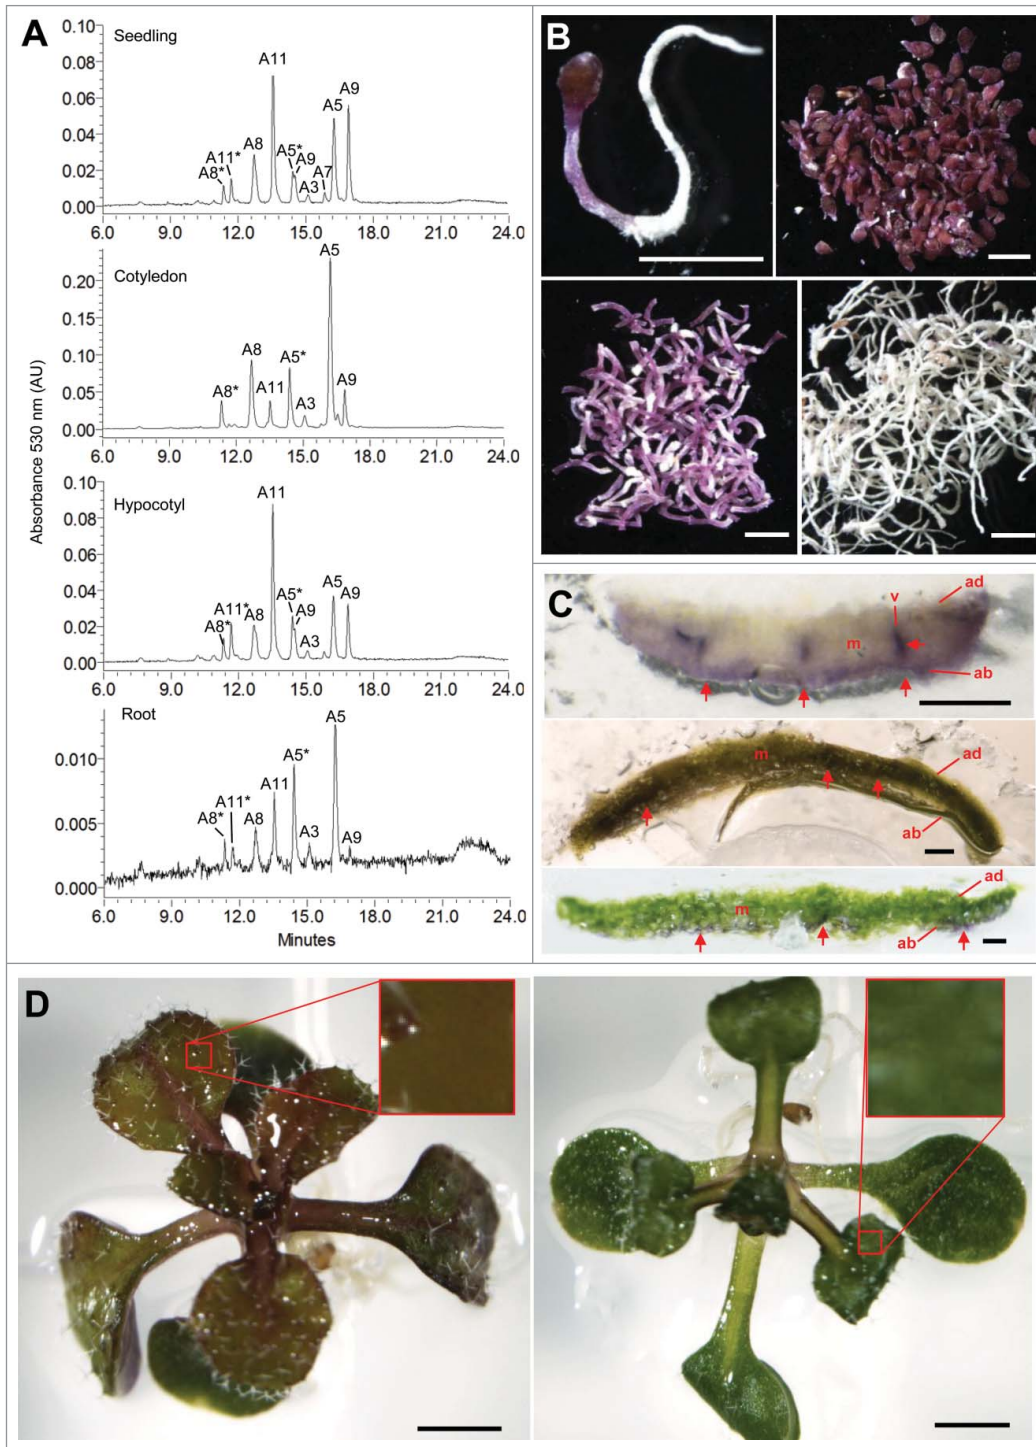 A
Seedling
0.10
0.08
0.06
0.04
0.02
0.00
A8*
A11*
A8
A11
A5*
A9
A3
A7
A5
A9
6.0 9.0 12.0 15.0 18.0 21.0 24.0
Cotyledon
0.20
0.15
0.10
0.05
0.00
A8*
A8
A11
A5*
A3
A5
A9
6.0 9.0 12.0 15.0 18.0 21.0 24.0
Hypocotyl
0.10
0.08
0.06
0.04
0.02
0.00
A8*
A11*
A8
A11
A5*
A9
A3
A5
A9
6.0 9.0 12.0 15.0 18.0 21.0 24.0
Root
0.010
0.005
0.000
A8*
A11*
A8
A11
A5*
A3
A5
A9
6.0 9.0 12.0 15.0 18.0 21.0 24.0
Minutes
Absorbance 530 nm (AU)
B
C
v
ad
m
ab
m
ad
ab
m
ad
ab
D